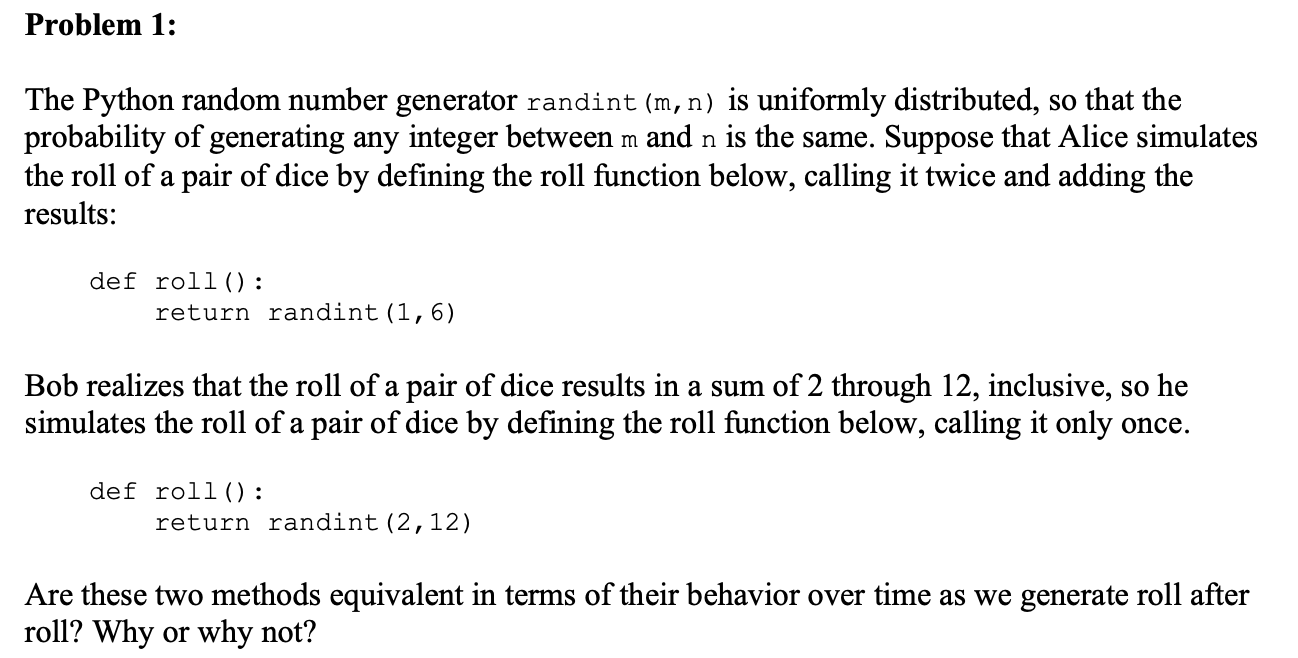 Problem 1:
The Python random number generator randint(m,n) is uniformly distributed, so that the
probability of generating any integer between m and n is the same. Suppose that Alice simulates
the roll of a pair of dice by defining the roll function below, calling it twice and adding the
results:
def roll():
    return randint(1,6)
Bob realizes that the roll of a pair of dice results in a sum of 2 through 12, inclusive, so he
simulates the roll of a pair of dice by defining the roll function below, calling it only once.
def roll():
    return randint(2,12)
Are these two methods equivalent in terms of their behavior over time as we generate roll after
roll? Why or why not?